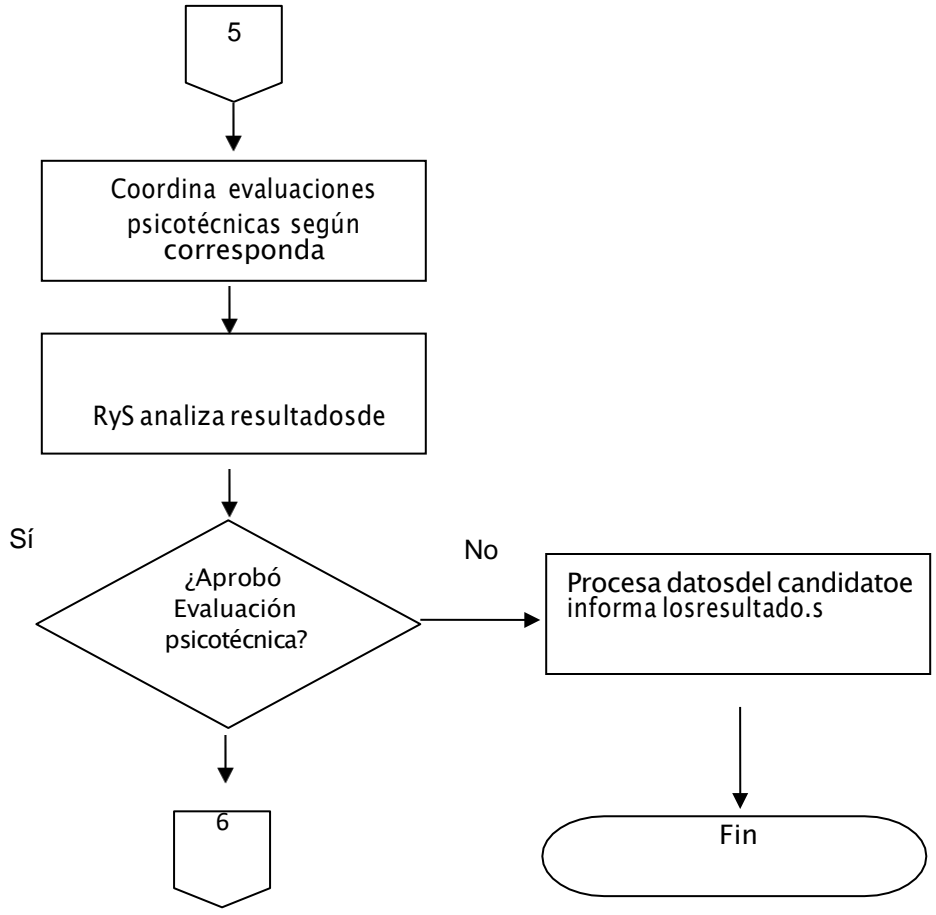 5
Coordina evaluaciones
psicotécnicas según
corresponda
RyS analiza resultadosde
Sí
¿Aprobó
Evaluación
psicotécnica?
No
Procesa datosdel candidatoe
informa losresultado.s
6
Fin